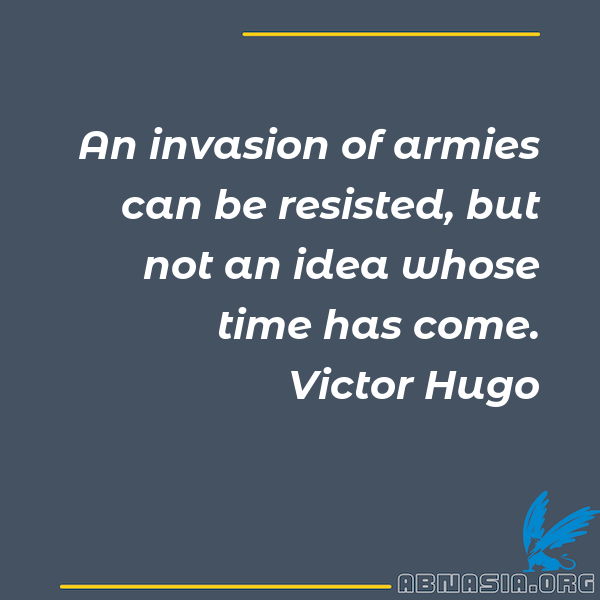 An invasion of armies
can be resisted, but
not an idea whose
time has come.
Victor Hugo
ABNASIA.ORG